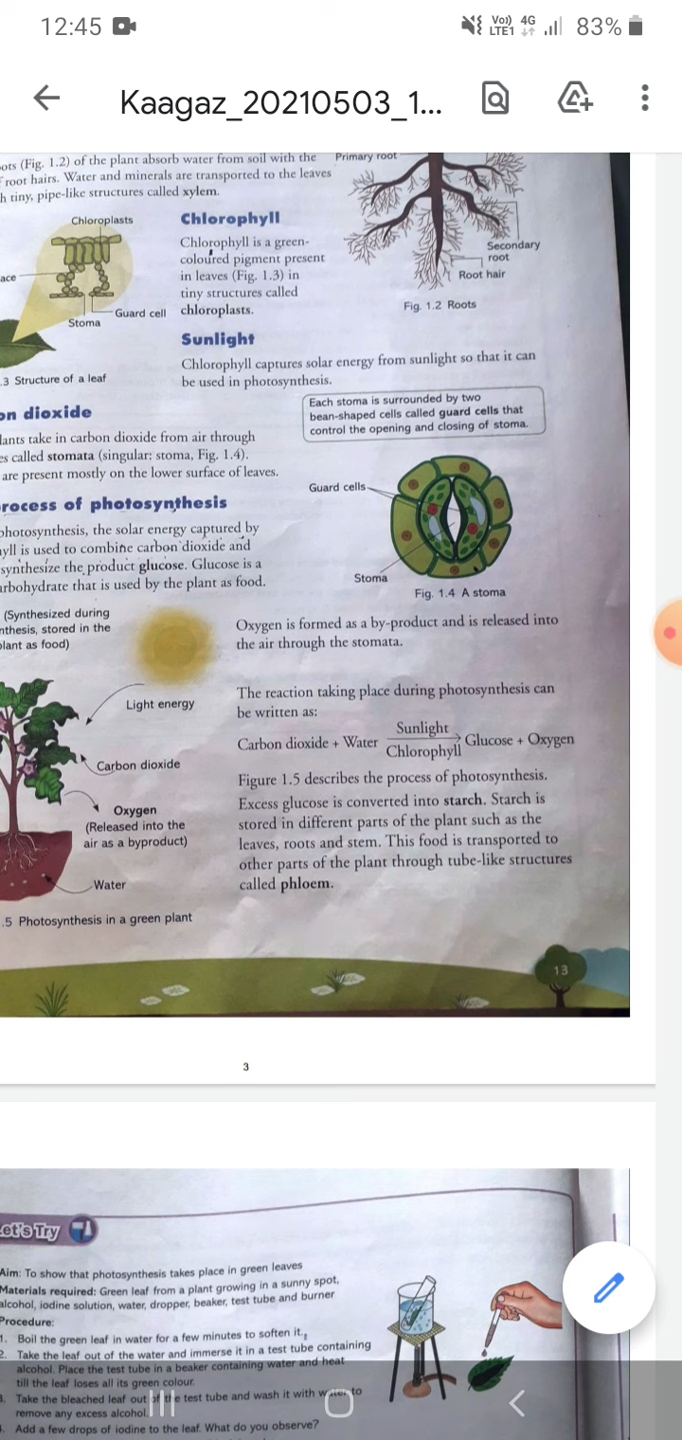 12:45
Vo)) 4G
LTE1
83%
Kaagaz_20210503_1...
ots (Fig. 1.2) of the plant absorb water from soil with the
root hairs. Water and minerals are transported to the leaves
h tiny, pipe-like structures called xylem.
Primary root
Secondary
root
Root hair
Fig. 1.2 Roots
Chloroplasts
ace
Guard cell
Stoma
.3 Structure of a leaf
Chlorophyll
Chlorophyll is a green-
coloured pigment present
in leaves (Fig. 1.3) in
tiny structures called
chloroplasts.
Sunlight
Chlorophyll captures solar energy from sunlight so that it can
be used in photosynthesis.
on dioxide
lants take in carbon dioxide from air through
es called stomata (singular: stoma, Fig. 1.4).
are present mostly on the lower surface of leaves.
Each stoma is surrounded by two
bean-shaped cells called guard cells that
control the opening and closing of stoma.
Guard cells
Stoma
Fig. 1.4 A stoma
rocess of photosynthesis
photosynthesis, the solar energy captured by
yll is used to combine carbon dioxide and
synthesize the product glucose. Glucose is a
arbohydrate that is used by the plant as food.
(Synthesized during
nthesis, stored in the
plant as food)
Light energy
Carbon dioxide
Oxygen
(Released into the
air as a byproduct)
Water
.5 Photosynthesis in a green plant
Oxygen is formed as a by-product and is released into
the air through the stomata.
The reaction taking place during photosynthesis can
be written as:
Sunlight
Carbon dioxide + Water → Glucose + Oxygen
Chlorophyll
Figure 1.5 describes the process of photosynthesis.
Excess glucose is converted into starch. Starch is
stored in different parts of the plant such as the
leaves, roots and stem. This food is transported to
other parts of the plant through tube-like structures
called phloem.
13
3
Let's Try
Aim: To show that photosynthesis takes place in green leaves
Materials required: Green leaf from a plant growing in a sunny spot,
alcohol, iodine solution, water, dropper, beaker, test tube and burner
Procedure:
1. Boil the green leaf in water for a few minutes to soften it.
2. Take the leaf out of the water and immerse it in a test tube containing
alcohol. Place the test tube in a beaker containing water and heat
till the leaf loses all its green colour.
3. Take the bleached leaf out of the test tube and wash it with water to
remove any excess alcohol.
. Add a few drops of iodine to the leaf. What do you observe?